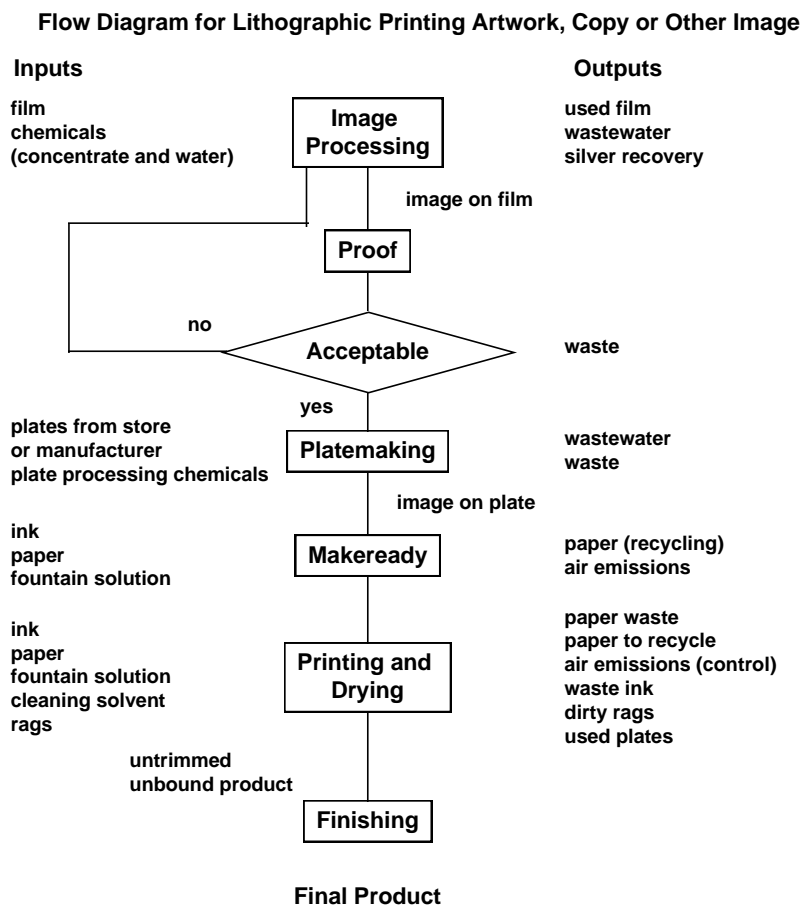 Flow Diagram for Lithographic Printing Artwork, Copy or Other Image
Inputs
Outputs
film
chemicals
(concentrate and water)
Image
Processing
used film
wastewater
silver recovery
image on film
Proof
no
Acceptable
waste
yes
plates from store
or manufacturer
plate processing chemicals
Platemaking
wastewater
waste
image on plate
ink
paper
fountain solution
Makeready
paper (recycling)
air emissions
ink
paper
fountain solution
cleaning solvent
rags
Printing and
Drying
paper waste
paper to recycle
air emissions (control)
waste ink
dirty rags
used plates
untrimmed
unbound product
Finishing
Final Product